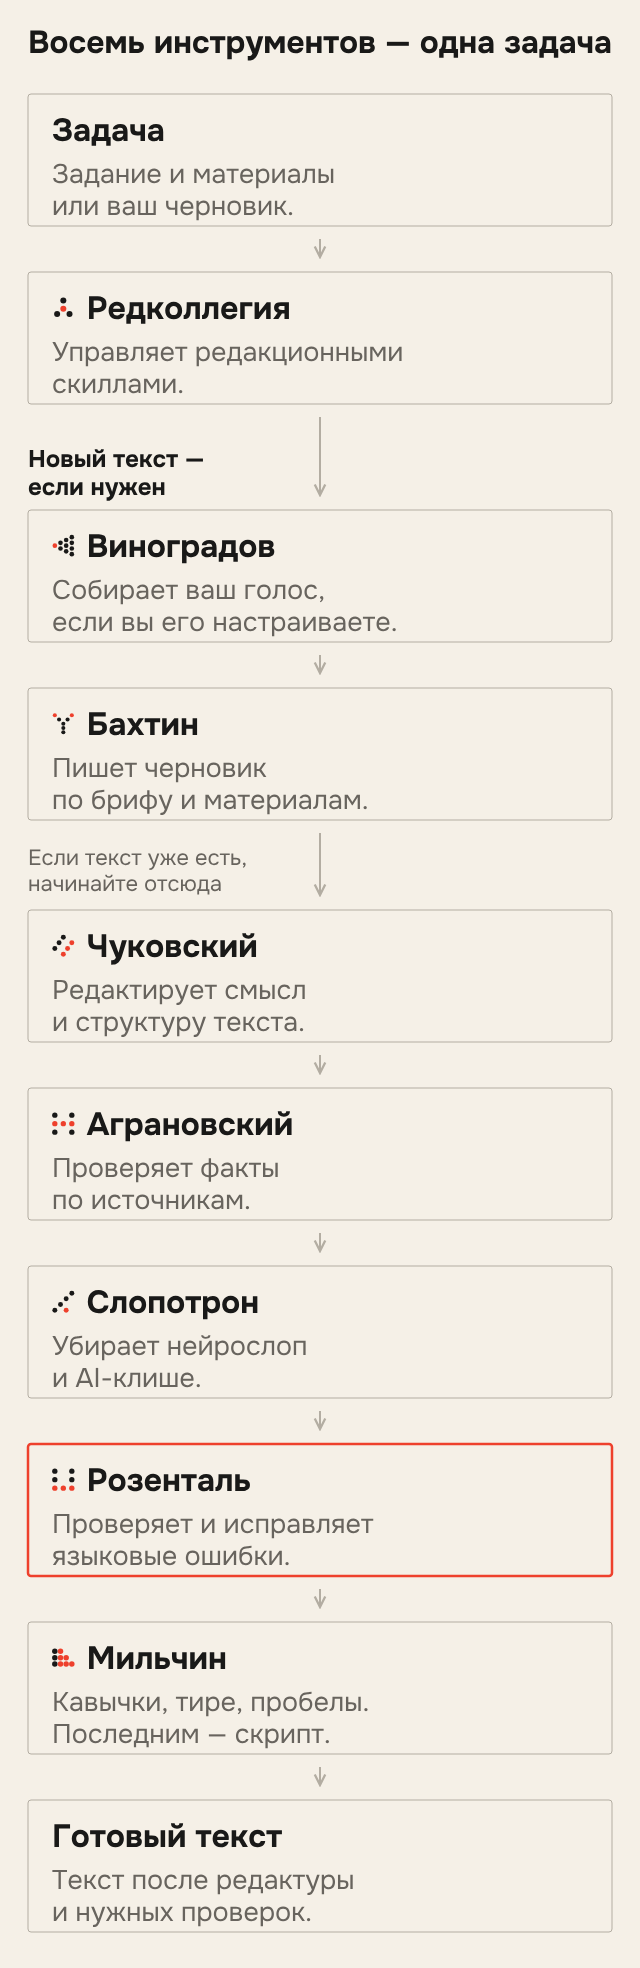 Восемь инструментов — одна задача
Задача
Задание и материалы
или ваш черновик.
Редколлегия
Управляет редакционными
скиллами.
Новый текст —
если нужен
Виноградов
Собирает ваш голос,
если вы его настраиваете.
Бахтин
Пишет черновик
по брифу и материалам.
Если текст уже есть,
начинайте отсюда
Чуковский
Редактирует смысл
и структуру текста.
Аграновский
Проверяет факты
по источникам.
Слопотрон
Убирает нейрослоп
и AI-клише.
Розенталь
Проверяет и исправляет
языковые ошибки.
Мильчин
Кавычки, тире, пробелы.
Последним — скрипт.
Готовый текст
Текст после редактуры
и нужных проверок.